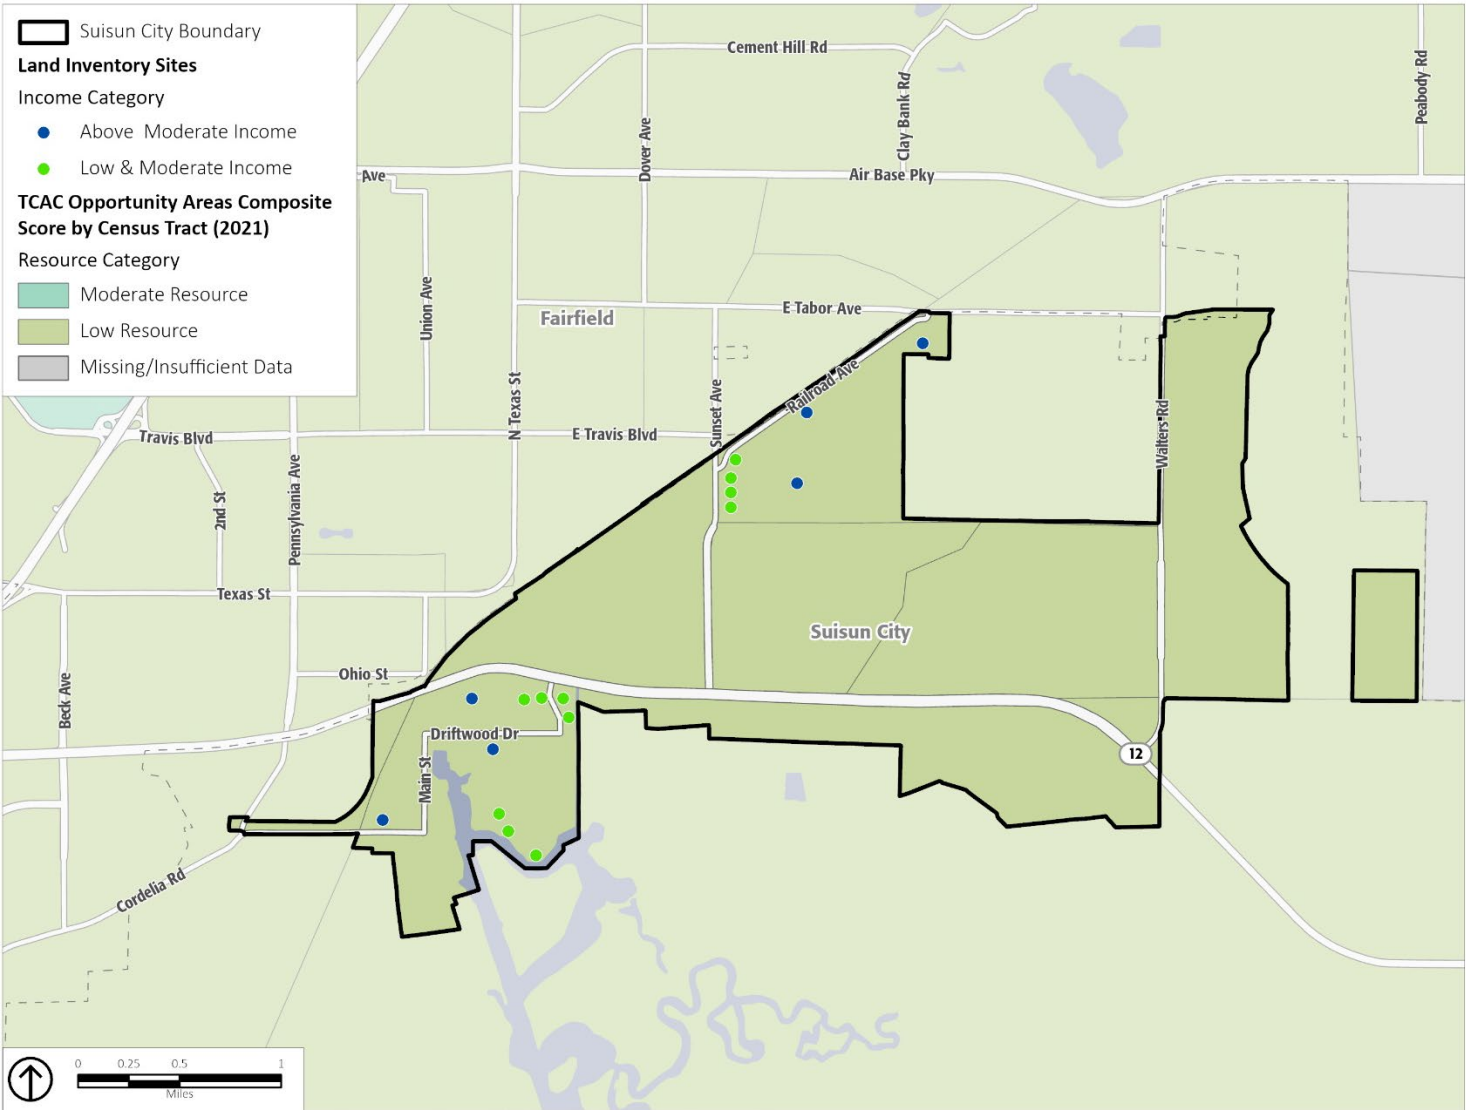 Suisun City Boundary
Land Inventory Sites
Income Category
Above Moderate Income
Low & Moderate Income
TCAC Opportunity Areas Composite
Score by Census Tract (2021)
Resource Category
Moderate Resource
Low Resource
Missing/Insufficient Data
Cement Hill Rd
Clay Bank Rd
Peabody Rd
Dover Ave
Ave
Air Base Pky
Union Ave
E Tabor Ave
Fairfield
N Texas St
Sunset Ave
Railroad Ave
Walters Rd
Travis Blvd
E Travis Blvd
2nd St
Pennsylvania Ave
Texas St
Suisun City
Ohio St
Beck Ave
Driftwood Dr
Main St
12
Cordelia Rd
0 0.25 0.5 1
Miles